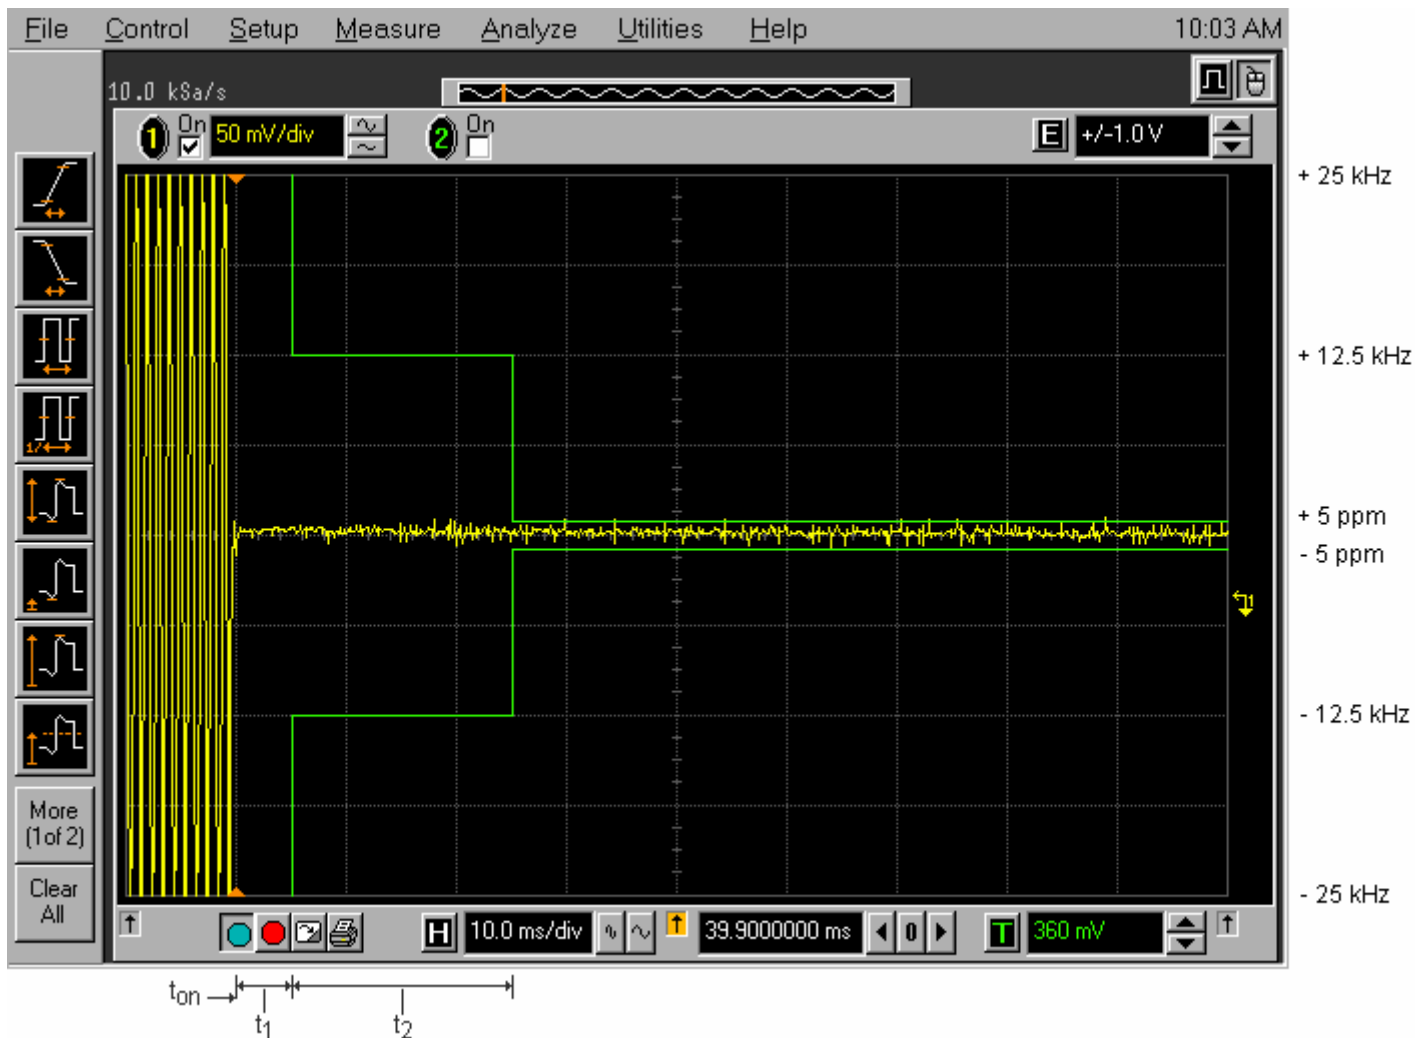 File Control Setup Measure Analyze Utilities Help 10:03 AM
10.0 kSa/s
1 On 50 mV/div 2 On E +/-1.0 V
+ 25 kHz
+ 12.5 kHz
+ 5 ppm
- 5 ppm
1
- 12.5 kHz
1/
More
(1of 2)
Clear
All
- 25 kHz
H 10.0 ms/div 39.9000000 ms 0 T 360 mV
ton
t1
t2